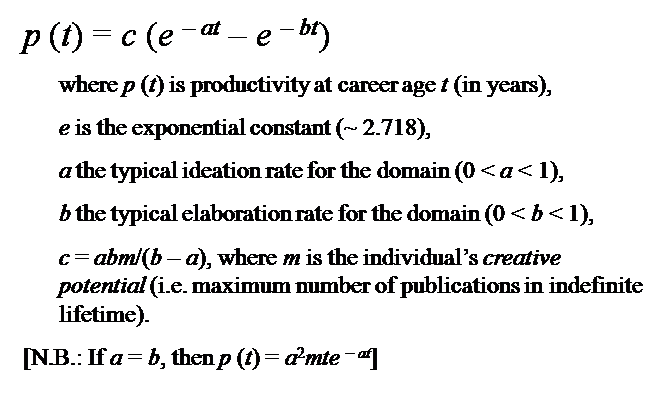 p (t) = c (e ⁻ᵃᵗ – e ⁻ᵇᵗ)
where p (t) is productivity at career age t (in years),
e is the exponential constant (~ 2.718),
a the typical ideation rate for the domain (0 < a < 1),
b the typical elaboration rate for the domain (0 < b < 1),
c = abm/(b – a), where m is the individual's creative
potential (i.e. maximum number of publications in indefinite
lifetime).
[N.B.: If a = b, then p (t) = a²mte ⁻ᵃᵗ]